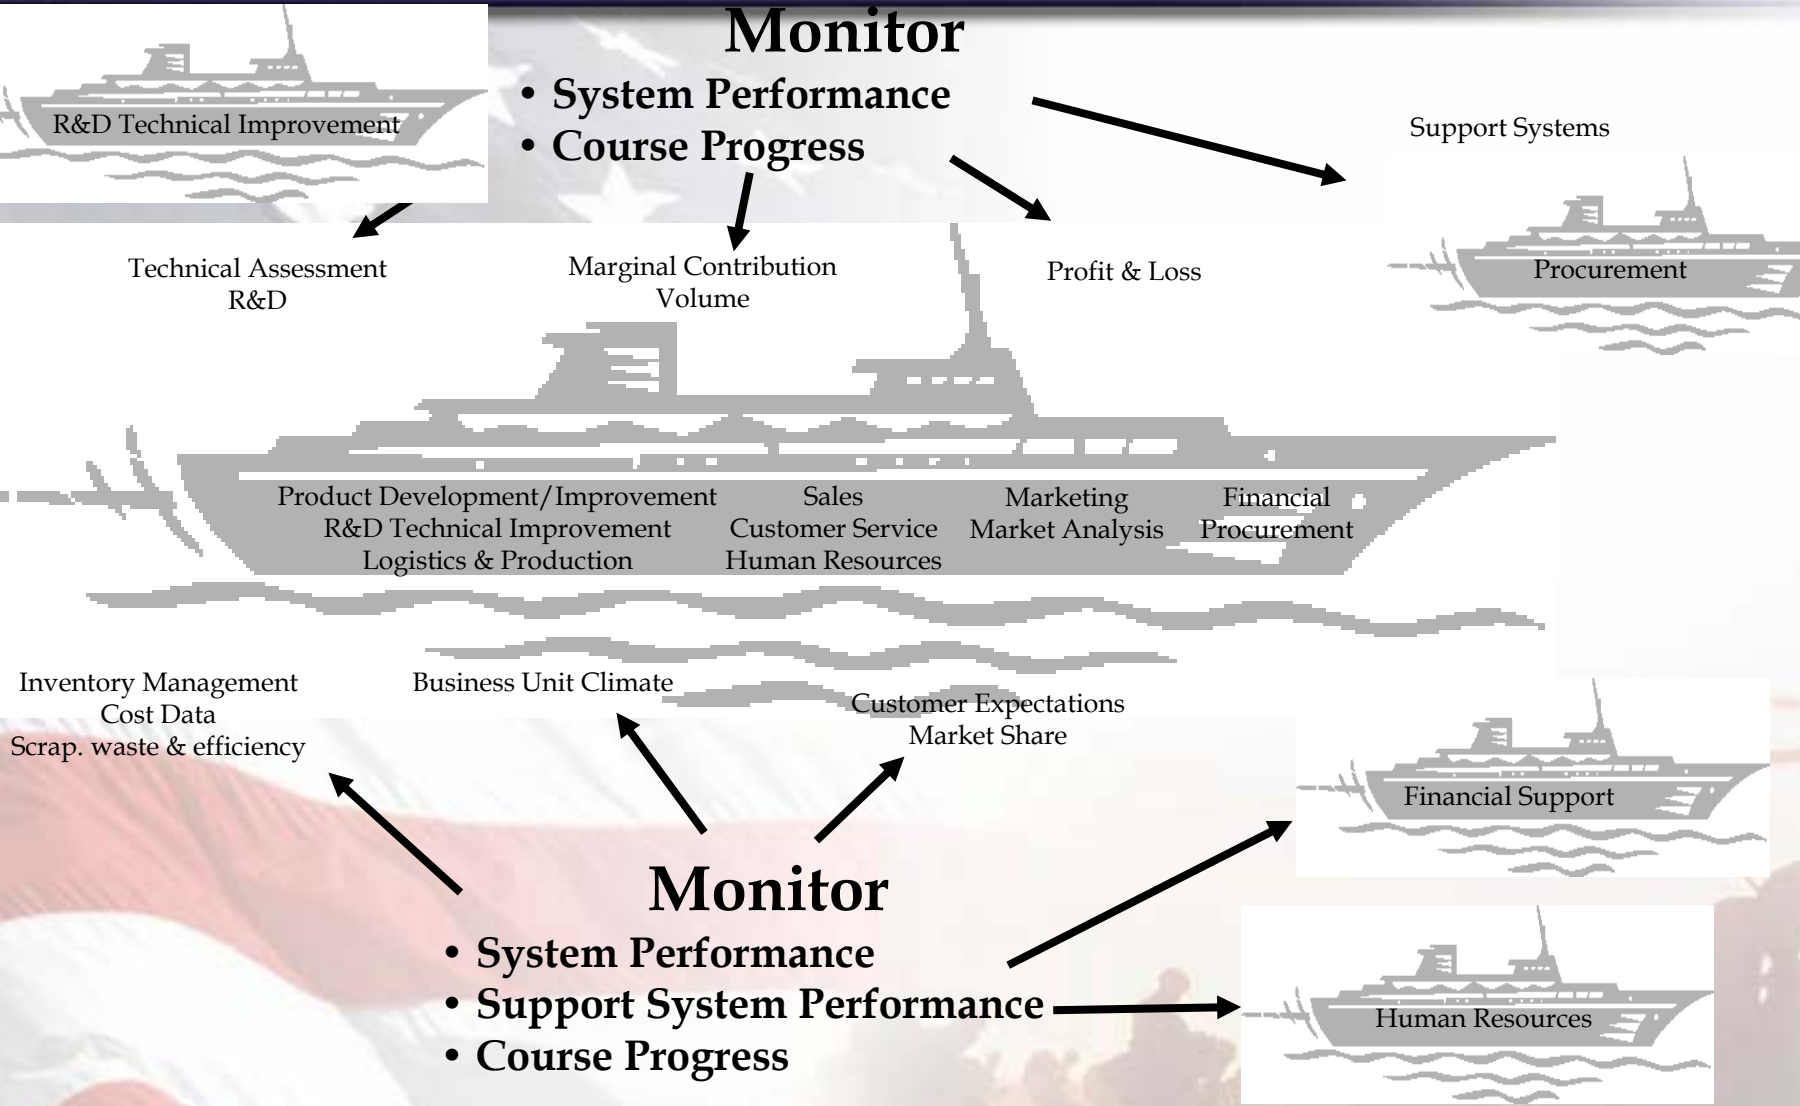 Monitor
• System Performance
• Course Progress
R&D Technical Improvement
Support Systems
Procurement
Technical Assessment
R&D
Marginal Contribution
Volume
Profit & Loss
Product Development/Improvement
R&D Technical Improvement
Logistics & Production
Sales
Customer Service
Human Resources
Marketing
Market Analysis
Financial
Procurement
Inventory Management
Cost Data
Scrap. waste & efficiency
Business Unit Climate
Customer Expectations
Market Share
Financial Support
Monitor
• System Performance
• Support System Performance
• Course Progress
Human Resources